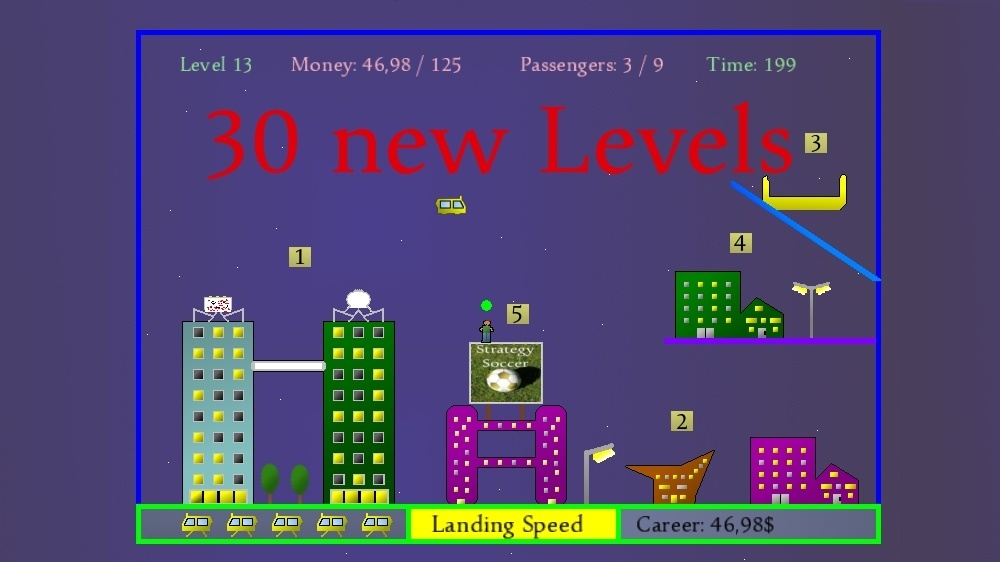 Level 13 Money: 46,98 / 125 Passengers: 3 / 9 Time: 199
30 new Levels
3
4
1
5
Strategy
Soccer
2
Landing Speed Career: 46,98$